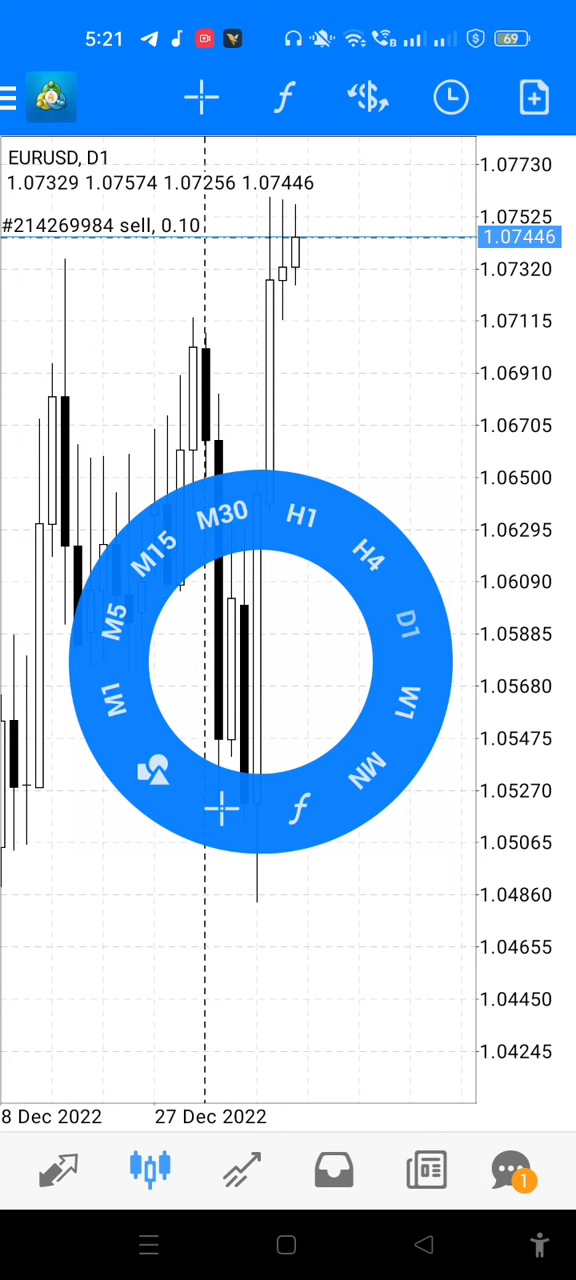 5:21
69
EURUSD, D1
1.07329 1.07574 1.07256 1.07446
#214269984 sell, 0.10
1.07730
1.07525
1.07446
1.07320
1.07115
1.06910
1.06705
1.06500
1.06295
1.06090
1.05885
1.05680
1.05475
1.05270
1.05065
1.04860
1.04655
1.04450
1.04245
M1
M5
M15
M30
H1
H4
D1
W1
MN
f
f
8 Dec 2022
27 Dec 2022
1